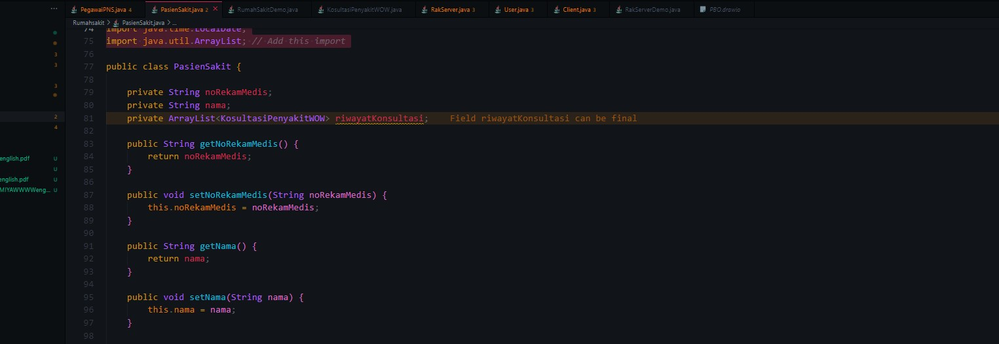 ...
PegawaiPNS.java 4
PasienSakit.java 2 ×
RumahSakitDemo.java
KosultasiPenyakitWOW.java
RakServer.java 3
User.java 3
Client.java 3
RakServerDemo.java
PBO.drawio
Rumahsakit > PasienSakit.java > ...
3
3
3
2
4
english.pdf U
U
english.pdf U
MIYAWWWWeng... U
74 import java.time.LocalDate;
75 import java.util.ArrayList; // Add this import
76
77 public class PasienSakit {
78
79 private String noRekamMedis;
80 private String nama;
81 private ArrayList<KosultasiPenyakitWOW> riwayatKonsultasi; Field riwayatKonsultasi can be final
82
83 public String getNoRekamMedis() {
84 return noRekamMedis;
85 }
86
87 public void setNoRekamMedis(String noRekamMedis) {
88 this.noRekamMedis = noRekamMedis;
89 }
90
91 public String getNama() {
92 return nama;
93 }
94
95 public void setNama(String nama) {
96 this.nama = nama;
97 }
98